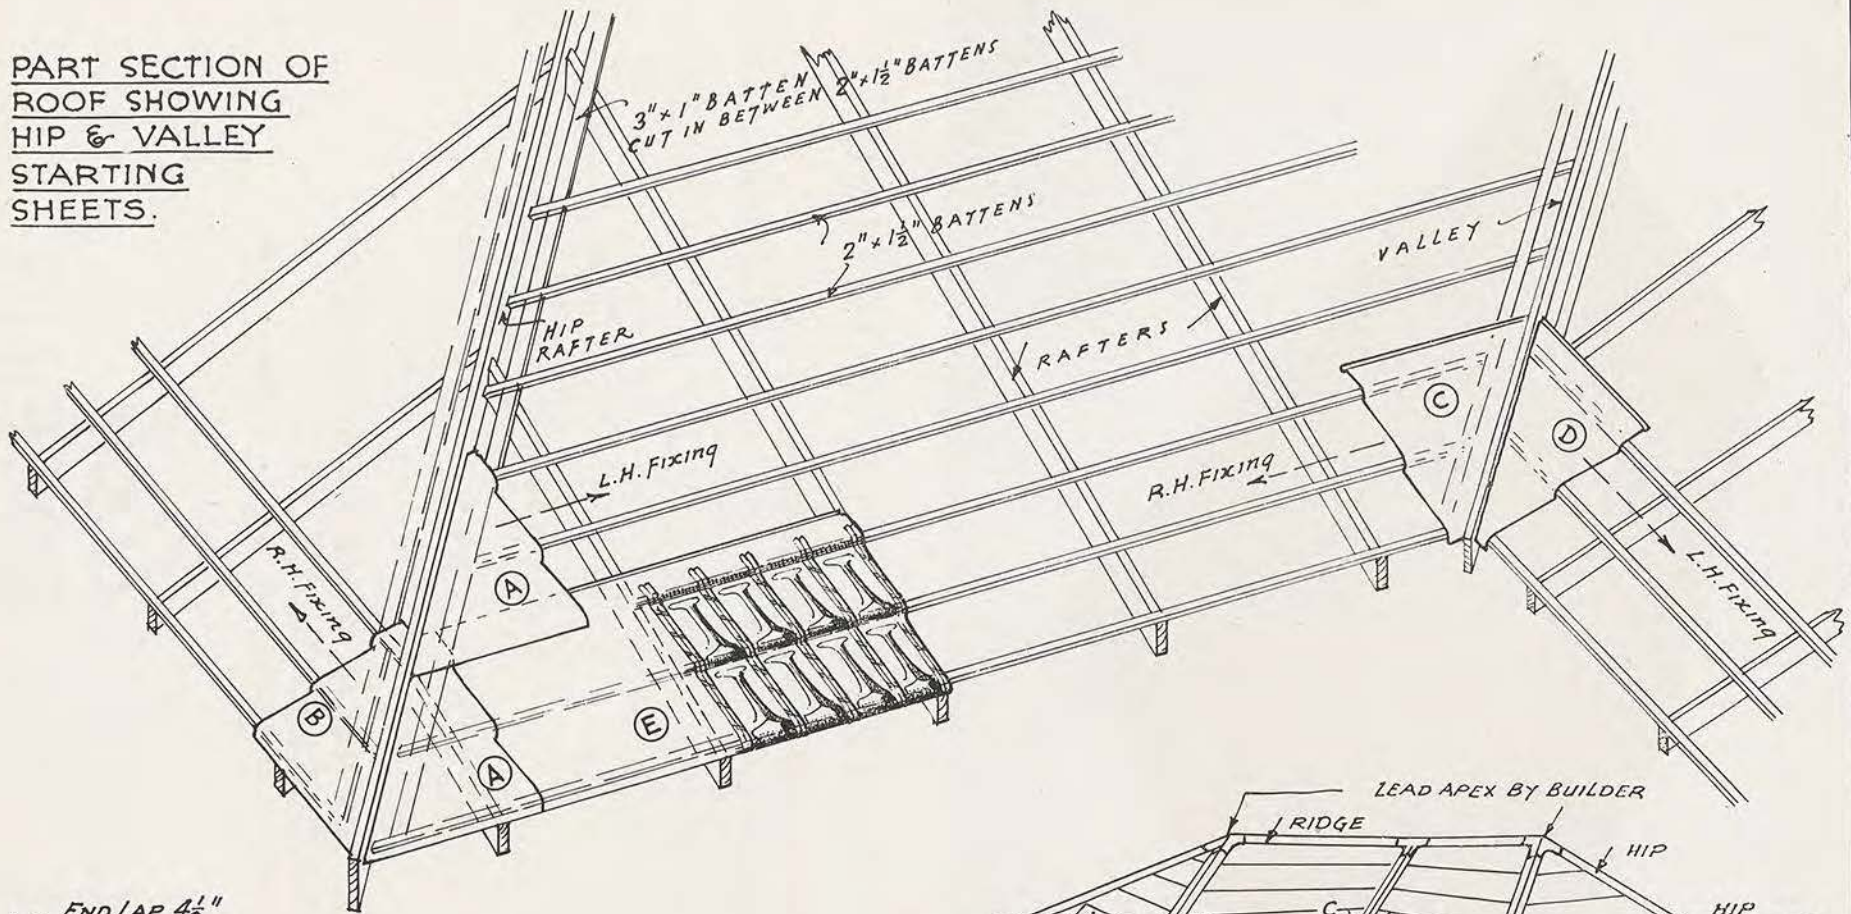 PART SECTION OF
ROOF SHOWING
HIP & VALLEY
STARTING
SHEETS.
3" x 1" BATTEN
CUT IN BETWEEN 2" x 1½" BATTENS
2" x 1½" BATTENS
HIP
RAFTER
VALLEY
RAFTERS
L.H. Fixing
R.H. Fixing
R.H. Fixing
L.H. Fixing
A
B
A
E
C
D
LEAD APEX BY BUILDER
RIDGE
HIP
HIP
C
END LAP 4½"